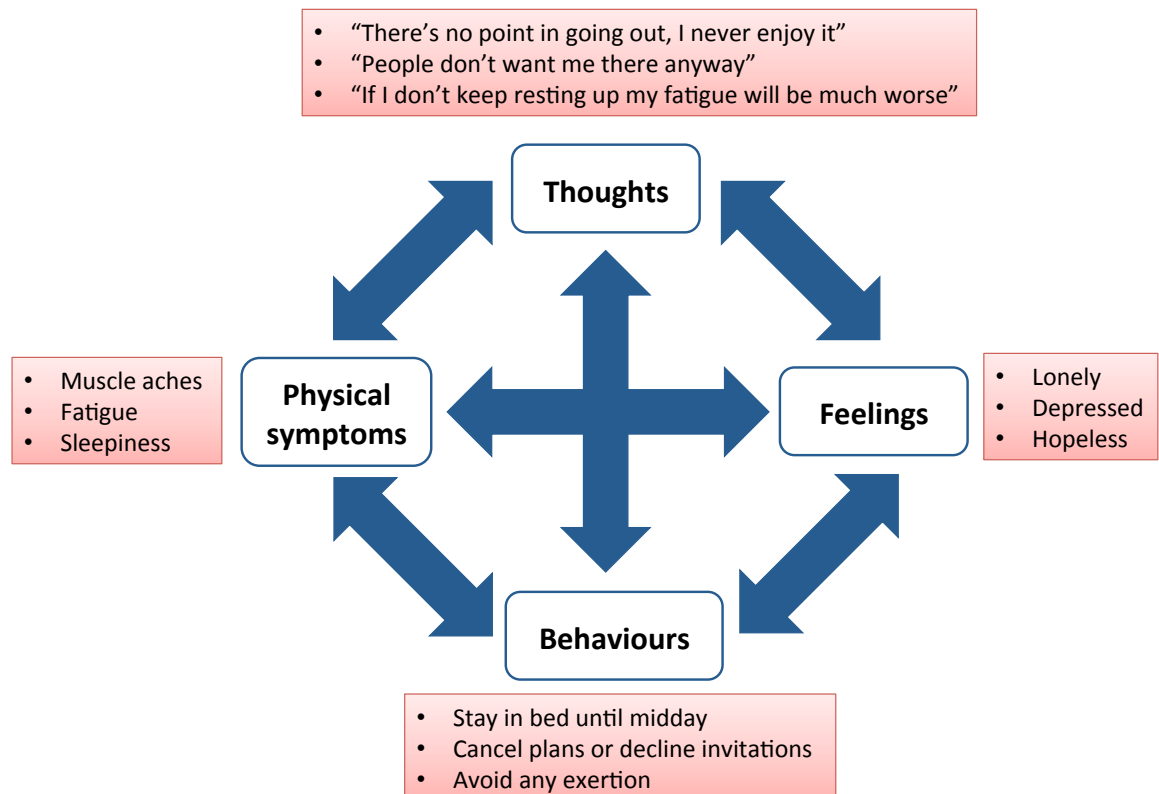 • “There’s no point in going out, I never enjoy it”
• “People don’t want me there anyway”
• “If I don’t keep resting up my fatigue will be much worse”
Thoughts
• Muscle aches
• Fatigue
• Sleepiness
Physical
symptoms
Feelings
• Lonely
• Depressed
• Hopeless
Behaviours
• Stay in bed until midday
• Cancel plans or decline invitations
• Avoid any exertion